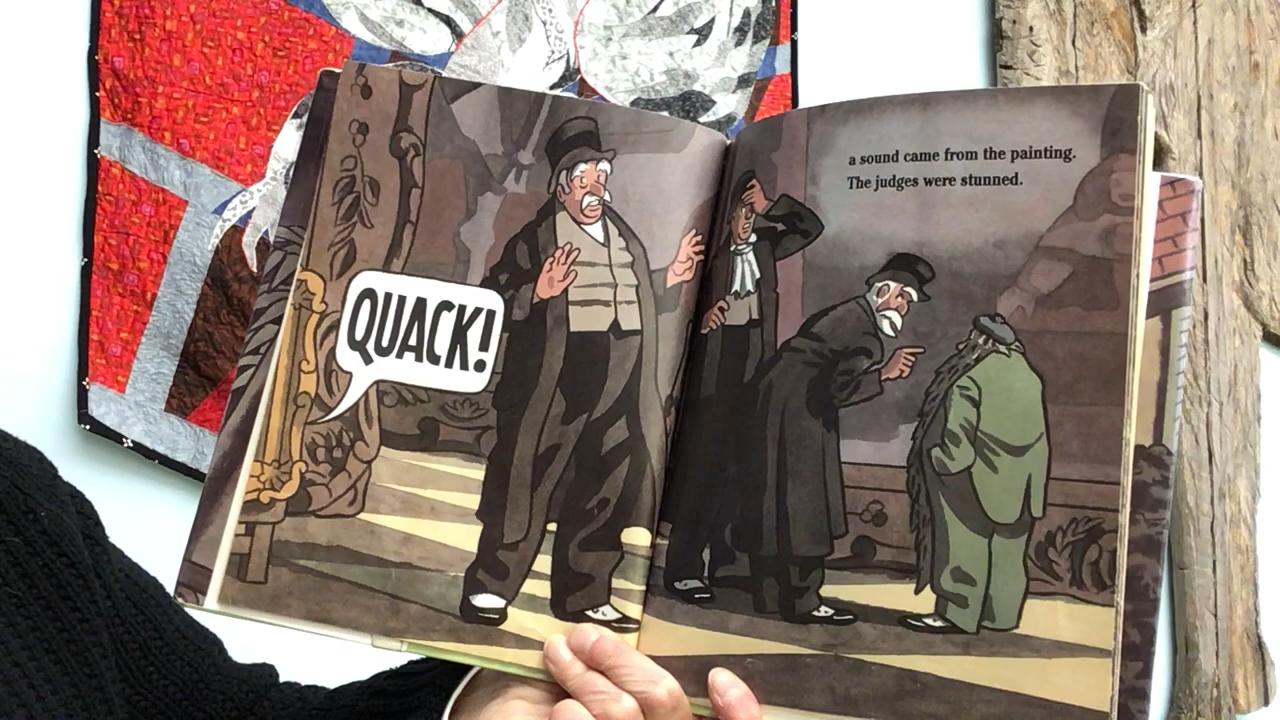 QUACK!
a sound came from the painting.
The judges were stunned.